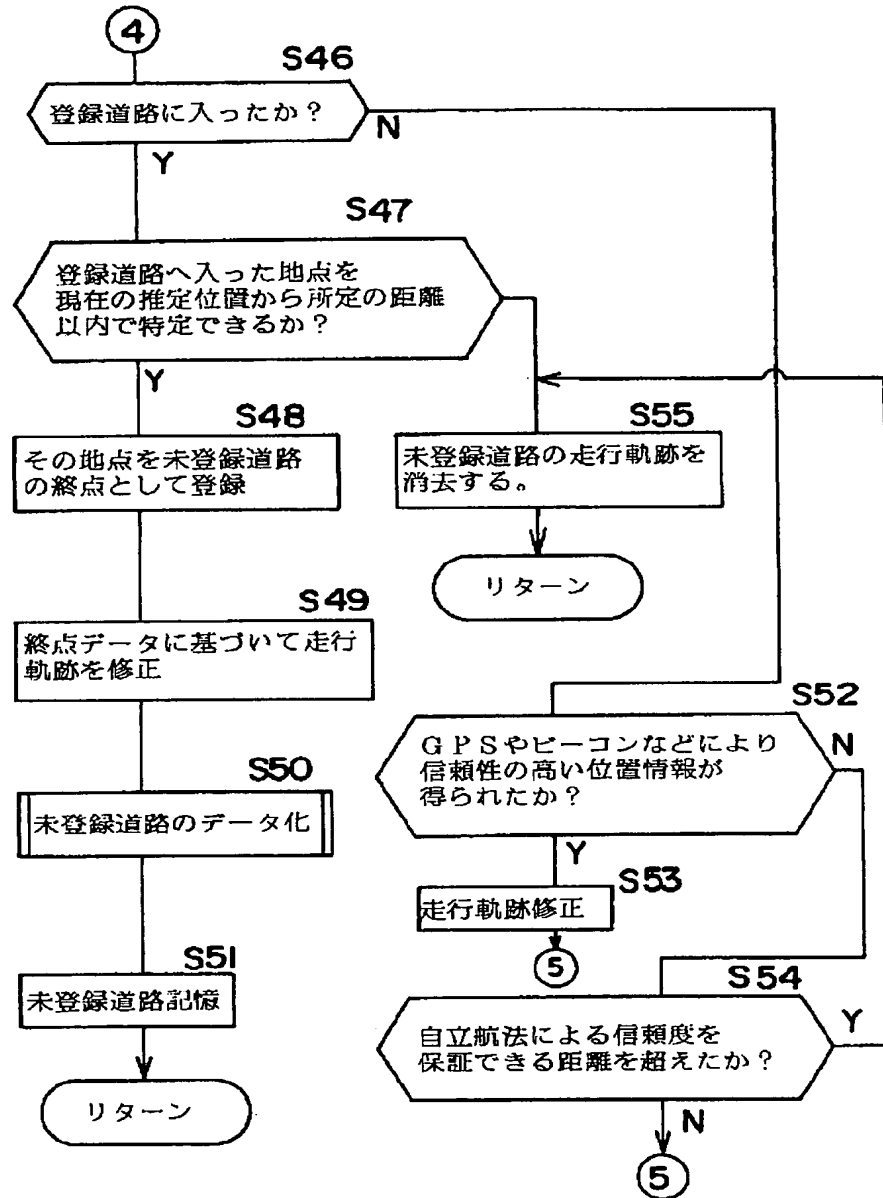 4
S46
登録道路に入ったか？
N
Y
S47
登録道路へ入った地点を
現在の推定位置から所定の距離
以内で特定できるか？
Y
S48
その地点を未登録道路
の終点として登録
S55
未登録道路の走行軌跡を
消去する。
リターン
S49
終点データに基づいて走行
軌跡を修正
S50
未登録道路のデータ化
S51
未登録道路記憶
リターン
S52
ＧＰＳやビーコンなどにより
信頼性の高い位置情報が
得られたか？
N
Y
S53
走行軌跡修正
5
S54
自立航法による信頼度を
保証できる距離を超えたか？
Y
N
5